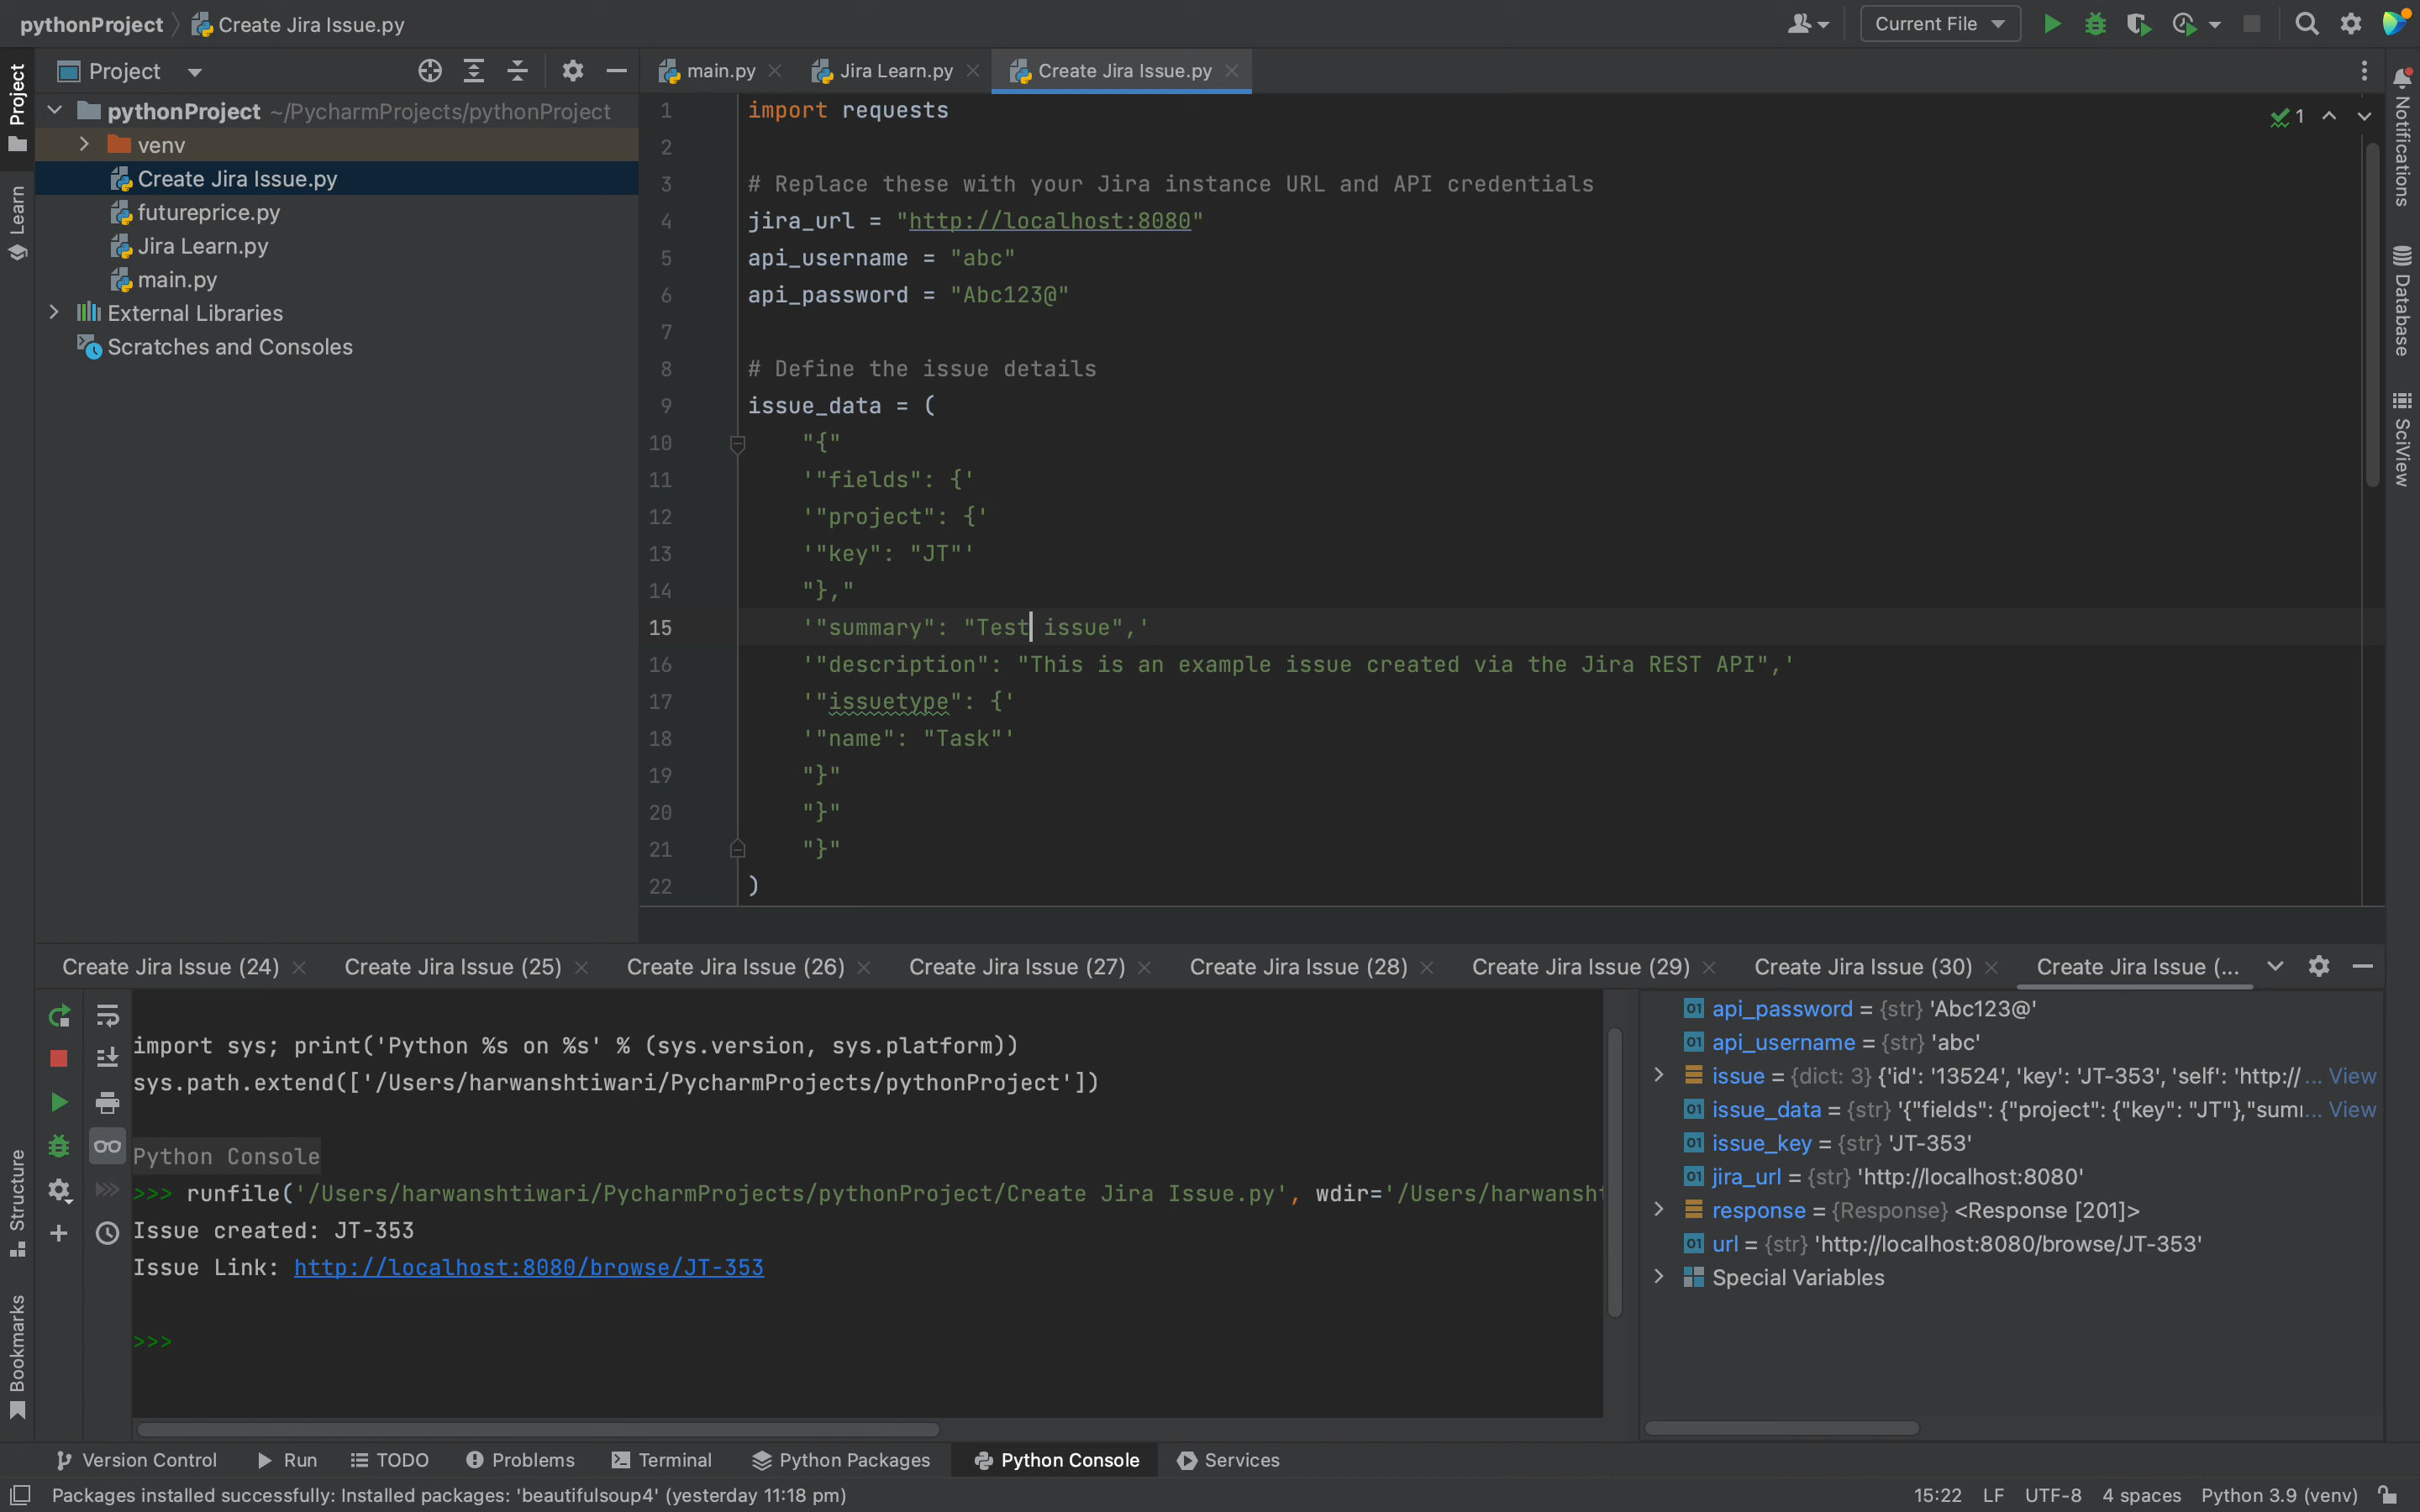 pythonProject Create Jira Issue.py
Current File
Project
main.py
Jira Learn.py
Create Jira Issue.py
pythonProject ~/PycharmProjects/pythonProject
venv
Create Jira Issue.py
futureprice.py
Jira Learn.py
main.py
External Libraries
Scratches and Consoles
Project
Learn
Structure
Bookmarks
1 import requests
2
3 # Replace these with your Jira instance URL and API credentials
4 jira_url = "http://localhost:8080"
5 api_username = "abc"
6 api_password = "Abc123@"
7
8 # Define the issue details
9 issue_data = (
10 "{"
11 '"fields": {'
12 '"project": {'
13 '"key": "JT"'
14 "},"
15 '"summary": "Test issue",'
16 '"description": "This is an example issue created via the Jira REST API",'
17 '"issuetype": {'
18 '"name": "Task"'
19 "}"
20 "}"
21 "}"
22 )
1
Notifications
Database
SciView
Create Jira Issue (24)
Create Jira Issue (25)
Create Jira Issue (26)
Create Jira Issue (27)
Create Jira Issue (28)
Create Jira Issue (29)
Create Jira Issue (30)
Create Jira Issue (...
import sys; print('Python %s on %s' % (sys.version, sys.platform))
sys.path.extend(['/Users/harwanshtiwari/PycharmProjects/pythonProject'])
Python Console
>>> runfile('/Users/harwanshtiwari/PycharmProjects/pythonProject/Create Jira Issue.py', wdir='/Users/harwansht
Issue created: JT-353
Issue Link: http://localhost:8080/browse/JT-353
>>>
01 api_password = {str} 'Abc123@'
01 api_username = {str} 'abc'
issue = {dict: 3} {'id': '13524', 'key': 'JT-353', 'self': 'http://... View
01 issue_data = {str} '{"fields": {"project": {"key": "JT"},"sum... View
01 issue_key = {str} 'JT-353'
01 jira_url = {str} 'http://localhost:8080'
response = {Response} <Response [201]>
01 url = {str} 'http://localhost:8080/browse/JT-353'
Special Variables
Version Control
Run
TODO
Problems
Terminal
Python Packages
Python Console
Services
Packages installed successfully: Installed packages: 'beautifulsoup4' (yesterday 11:18 pm)
15:22 LF UTF-8 4 spaces Python 3.9 (venv)